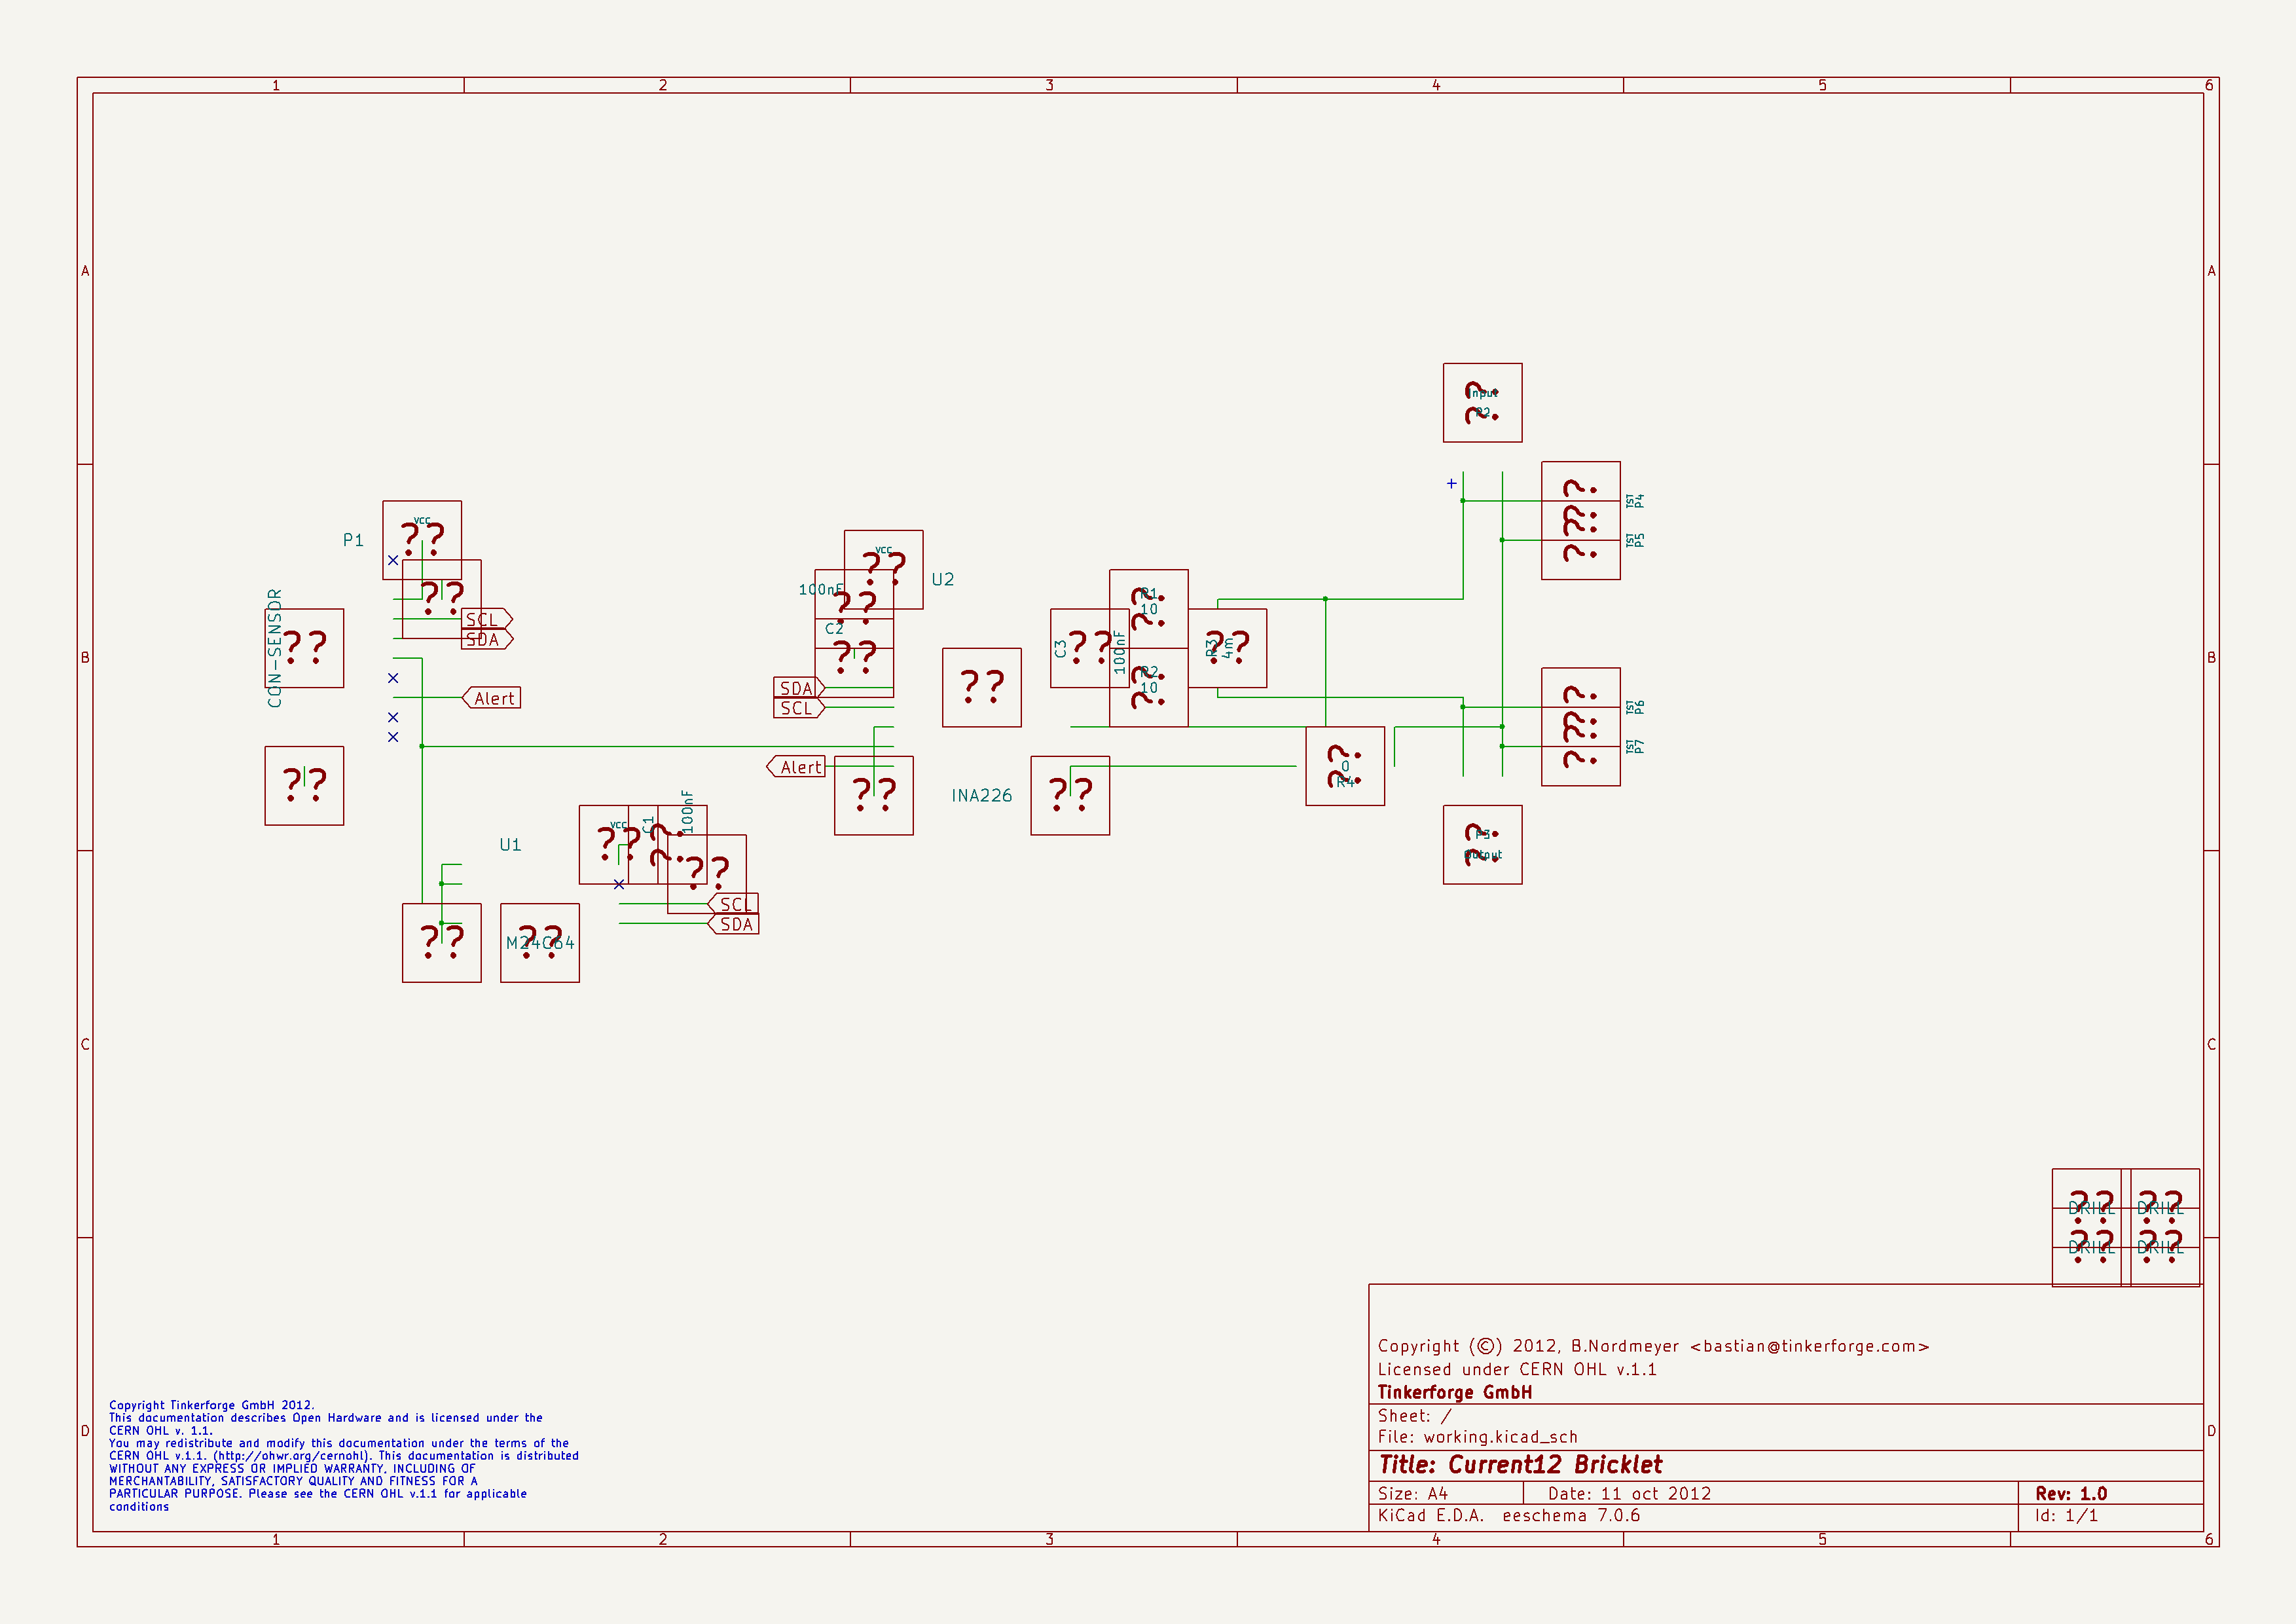 1 2 3 4 5 6
A A
Input
P2
+
TST
P4
VCC
P1
TST
P5
VCC
U2
100nF
R1
10
CON-SENSOR
SCL
SDA
C2
C3
100nF
R3
4m
R2
10
SDA
SCL
Alert
TST
P6
TST
P7
B B
Alert
0
R4
INA226
VCC
C1
100nF
U1
P3
Output
SCL
SDA
M24C64
C C
DRILL DRILL
DRILL DRILL
Copyright (©) 2012, B.Nordmeyer <bastian@tinkerforge.com>
Licensed under CERN OHL v.1.1
Tinkerforge GmbH
Sheet: /
File: working.kicad_sch
Title: Current12 Bricklet
Size: A4 Date: 11 oct 2012 Rev: 1.0
KiCad E.D.A. eeschema 7.0.6 Id: 1/1
Copyright Tinkerforge GmbH 2012.
This documentation describes Open Hardware and is licensed under the
CERN OHL v. 1.1.
You may redistribute and modify this documentation under the terms of the
CERN OHL v.1.1. (http://ohwr.org/cernohl). This documentation is distributed
WITHOUT ANY EXPRESS OR IMPLIED WARRANTY, INCLUDING OF
MERCHANTABILITY, SATISFACTORY QUALITY AND FITNESS FOR A
PARTICULAR PURPOSE. Please see the CERN OHL v.1.1 for applicable
conditions
D D
1 2 3 4 5 6